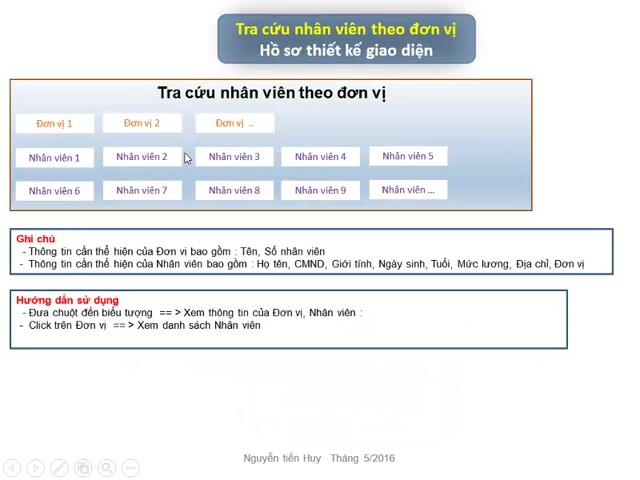 Tra cứu nhân viên theo đơn vị
Hồ sơ thiết kế giao diện
Tra cứu nhân viên theo đơn vị
Đơn vị 1
Đơn vị 2
Đơn vị ..
Nhân viên 1
Nhân viên 2
Nhân viên 3
Nhân viên 4
Nhân viên 5
Nhân viên 6
Nhân viên 7
Nhân viên 8
Nhân viên 9
Nhân viên ...
Ghi chú
- Thông tin cần thể hiện của Đơn vị bao gồm : Tên, Số nhân viên
- Thông tin cần thể hiện của Nhân viên bao gồm : Họ tên, CMND, Giới tính, Ngày sinh, Tuổi, Mức lương, Địa chỉ, Đơn vị
Hướng dẫn sử dụng
- Đưa chuột đến biểu tượng == > Xem thông tin của Đơn vị, Nhân viên :
- Click trên Đơn vị == > Xem danh sách Nhân viên
Nguyễn tiến Huy Tháng 5/2016